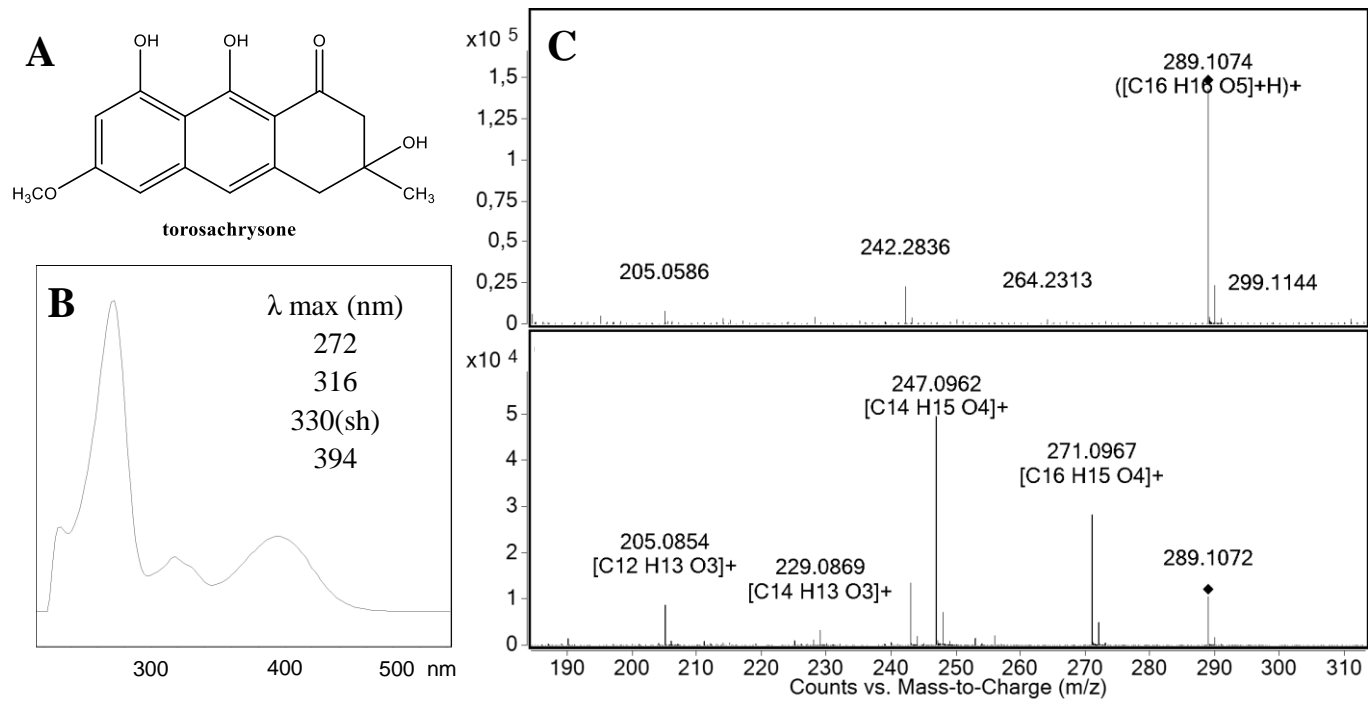 A
OH
OH
O
OH
H₃CO
CH₃
torosachrysone
B
λ max (nm)
272
316
330(sh)
394
300
400
500 nm
C
x10 5
1,5
1,25
1
0,75
0,5
0,25
0
289.1074
([C16 H16 O5]+H)+
205.0586
242.2836
264.2313
299.1144
x10 4
5
4
3
2
1
0
247.0962
[C14 H15 O4]+
271.0967
[C16 H15 O4]+
205.0854
[C12 H13 O3]+
229.0869
[C14 H13 O3]+
289.1072
190 200 210 220 230 240 250 260 270 280 290 300 310
Counts vs. Mass-to-Charge (m/z)